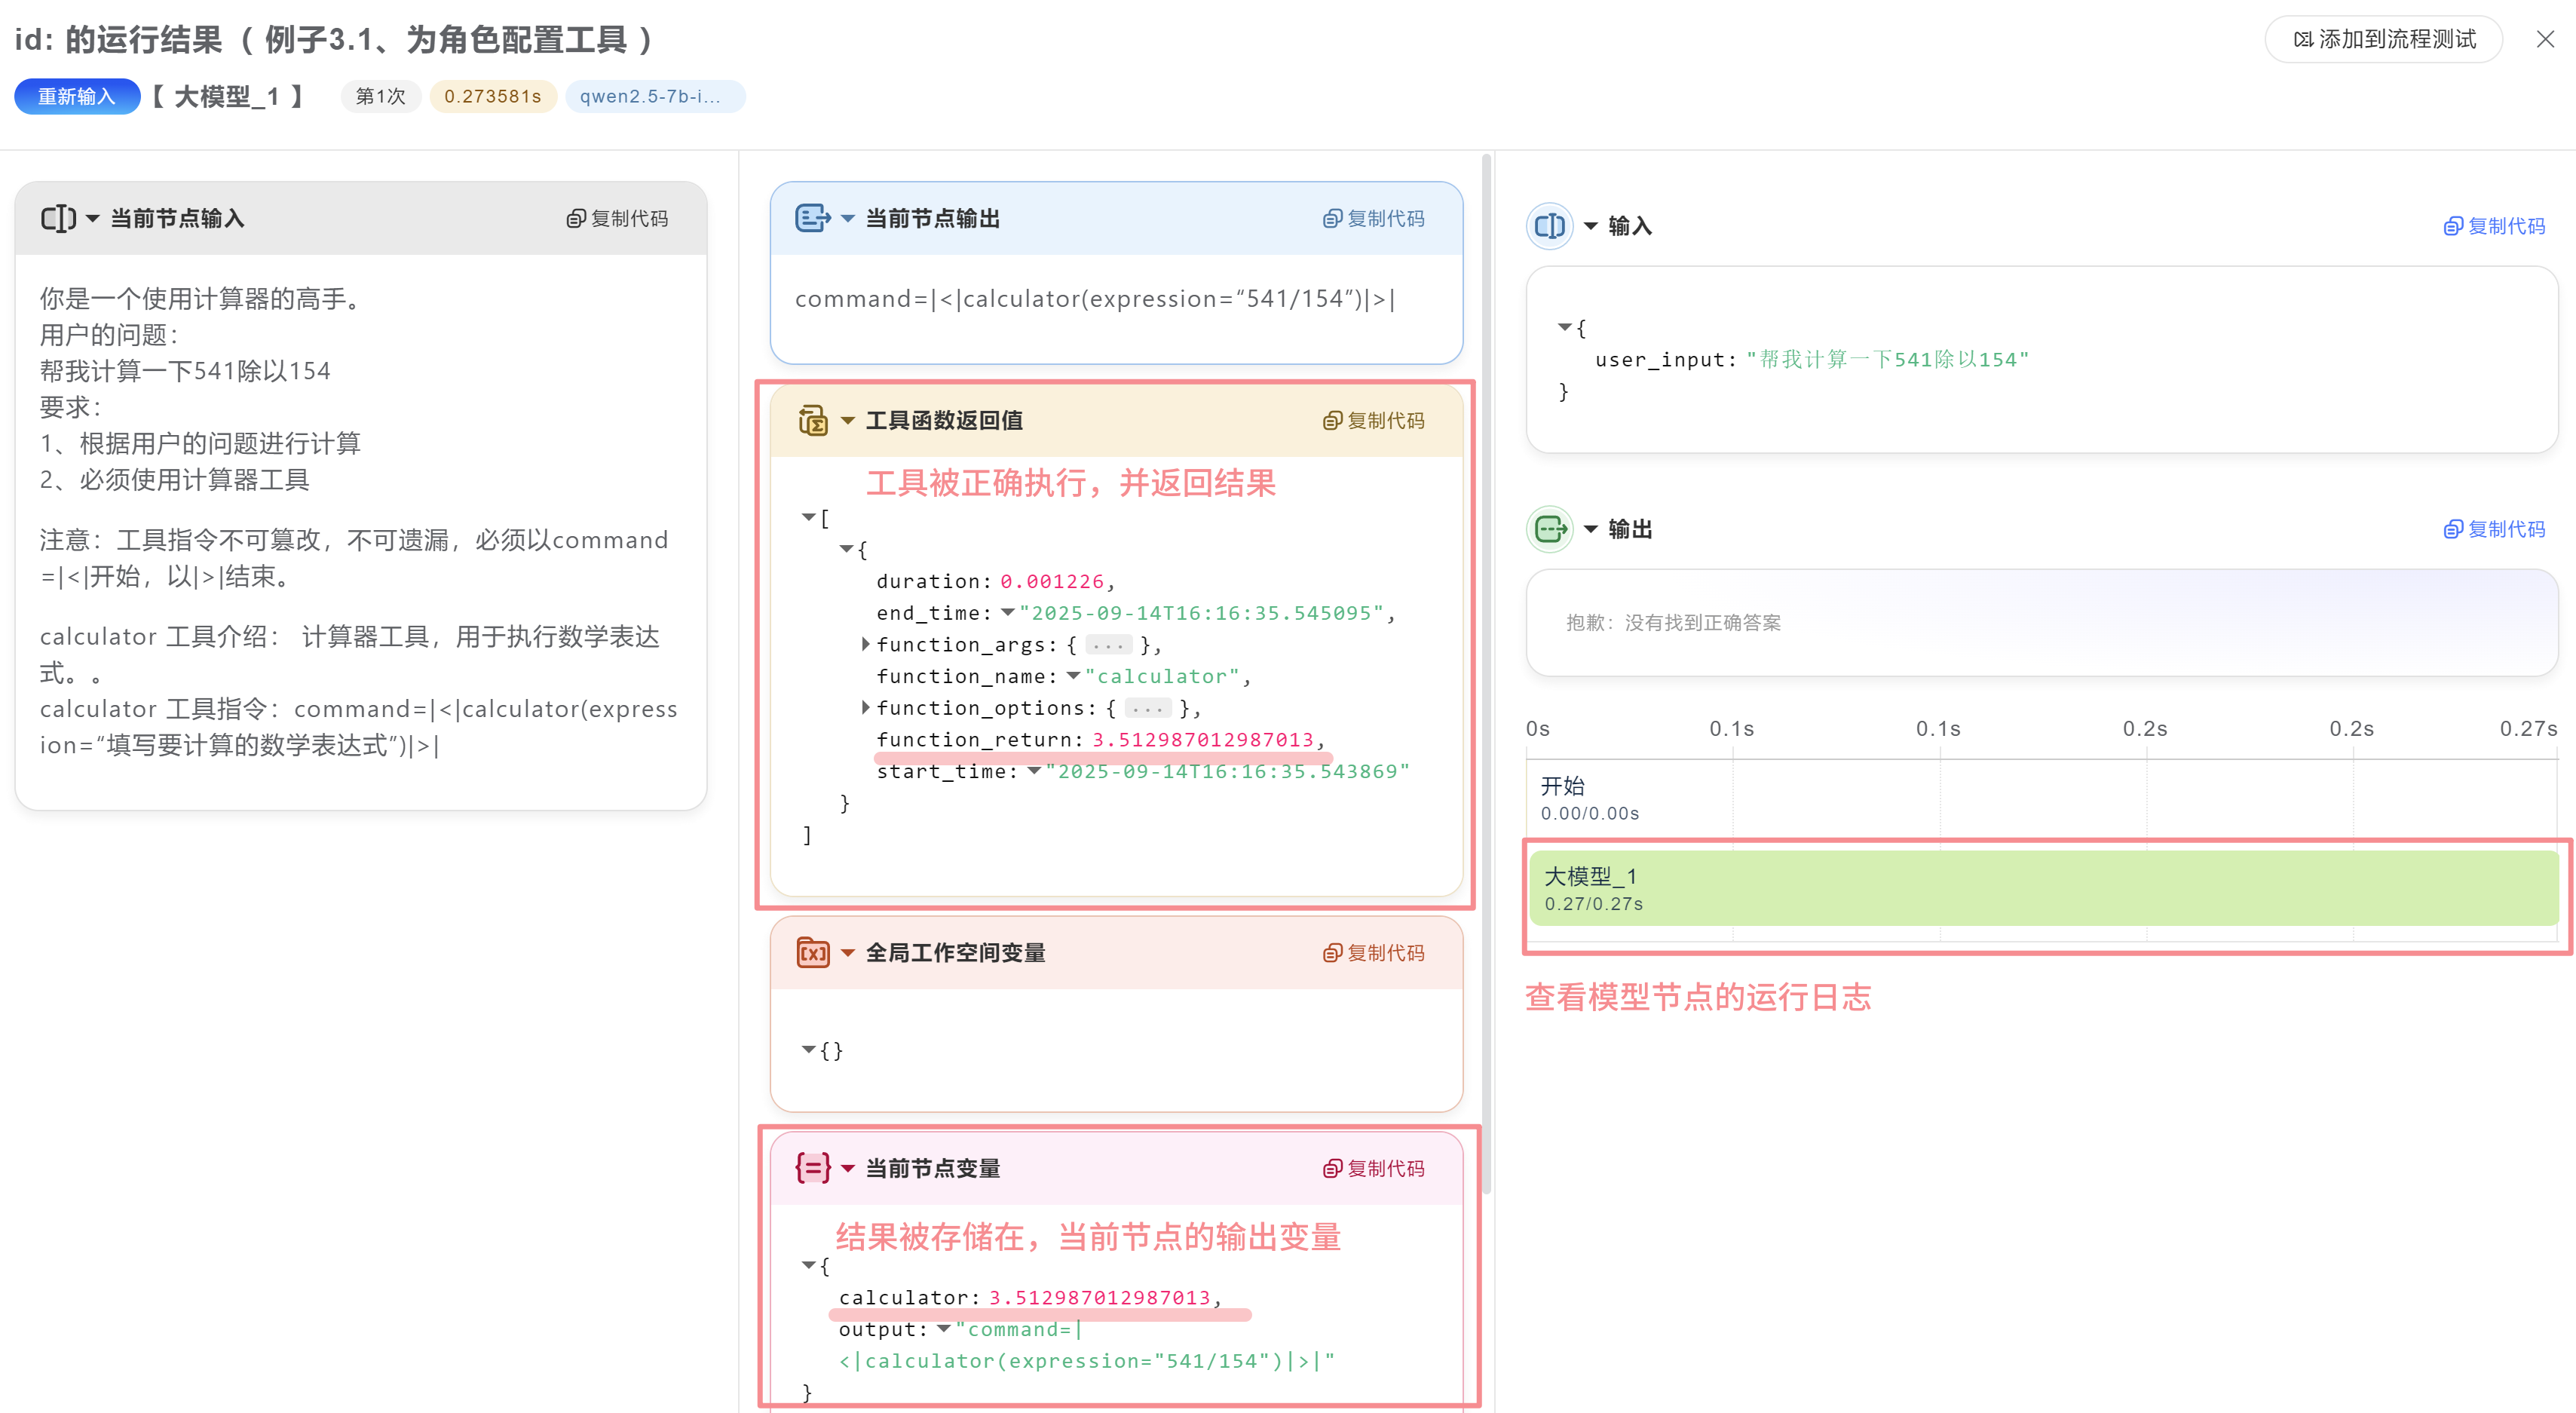 id: 的运行结果（ 例子3.1、为角色配置工具 ）
添加到流程测试
重新输入
【 大模型_1 】
第1次
0.273581s
qwen2.5-7b-i...
当前节点输入
复制代码
你是一个使用计算器的高手。
用户的问题：
帮我计算一下541除以154
要求：
1、根据用户的问题进行计算
2、必须使用计算器工具
注意：工具指令不可篡改，不可遗漏，必须以command
=|<|开始，以|>|结束。
calculator 工具介绍： 计算器工具，用于执行数学表达
式。。
calculator 工具指令：command=|<|calculator(express
ion=“填写要计算的数学表达式”)|>|
当前节点输出
复制代码
command=|<|calculator(expression=“541/154”)|>|
工具函数返回值
复制代码
工具被正确执行，并返回结果
[
{
duration: 0.001226,
end_time: "2025-09-14T16:16:35.545095",
function_args: { ... },
function_name: "calculator",
function_options: { ... },
function_return: 3.512987012987013,
start_time: "2025-09-14T16:16:35.543869"
}
]
全局工作空间变量
复制代码
{}
当前节点变量
复制代码
结果被存储在，当前节点的输出变量
{
calculator: 3.512987012987013,
output: "command=|
<|calculator(expression="541/154")|>|"
}
输入
复制代码
{
user_input: "帮我计算一下541除以154"
}
输出
复制代码
抱歉：没有找到正确答案
0s
0.1s
0.1s
0.2s
0.2s
0.27s
开始
0.00/0.00s
大模型_1
0.27/0.27s
查看模型节点的运行日志